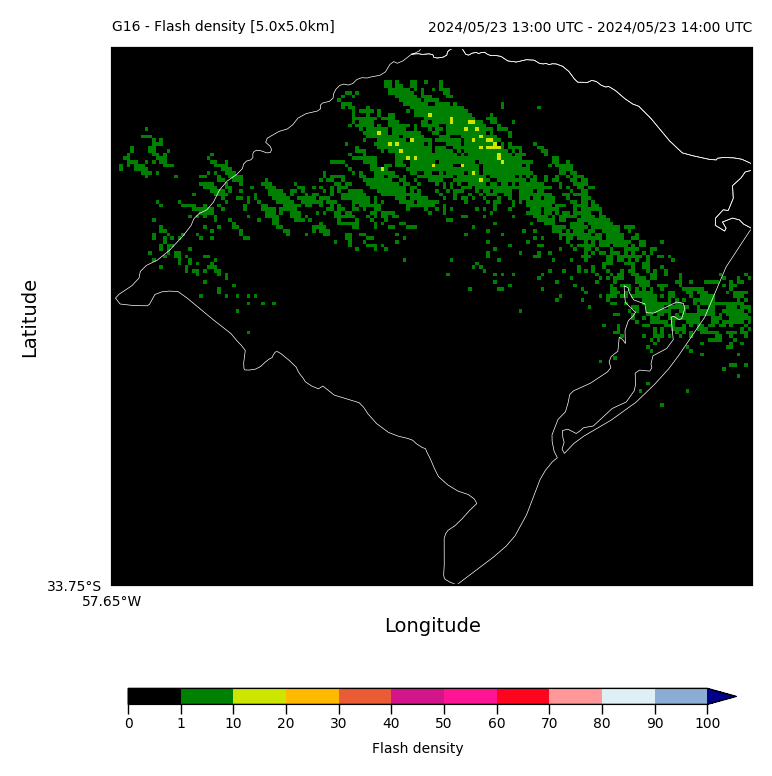 G16 - Flash density [5.0x5.0km]
2024/05/23 13:00 UTC - 2024/05/23 14:00 UTC
Latitude
33.75°S
57.65°W
Longitude
0 1 10 20 30 40 50 60 70 80 90 100
Flash density